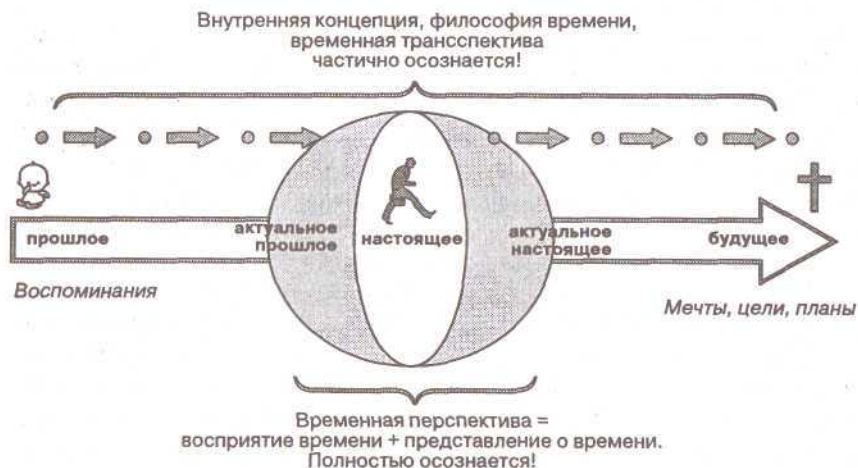 Внутренняя концепция, философия времени,
временная трансспектива
частично осознается!
прошлое
актуальное
прошлое
настоящее
актуальное
настоящее
будущее
Воспоминания
Мечты, цели, планы
Временная перспектива =
восприятие времени + представление о времени.
Полностью осознается!